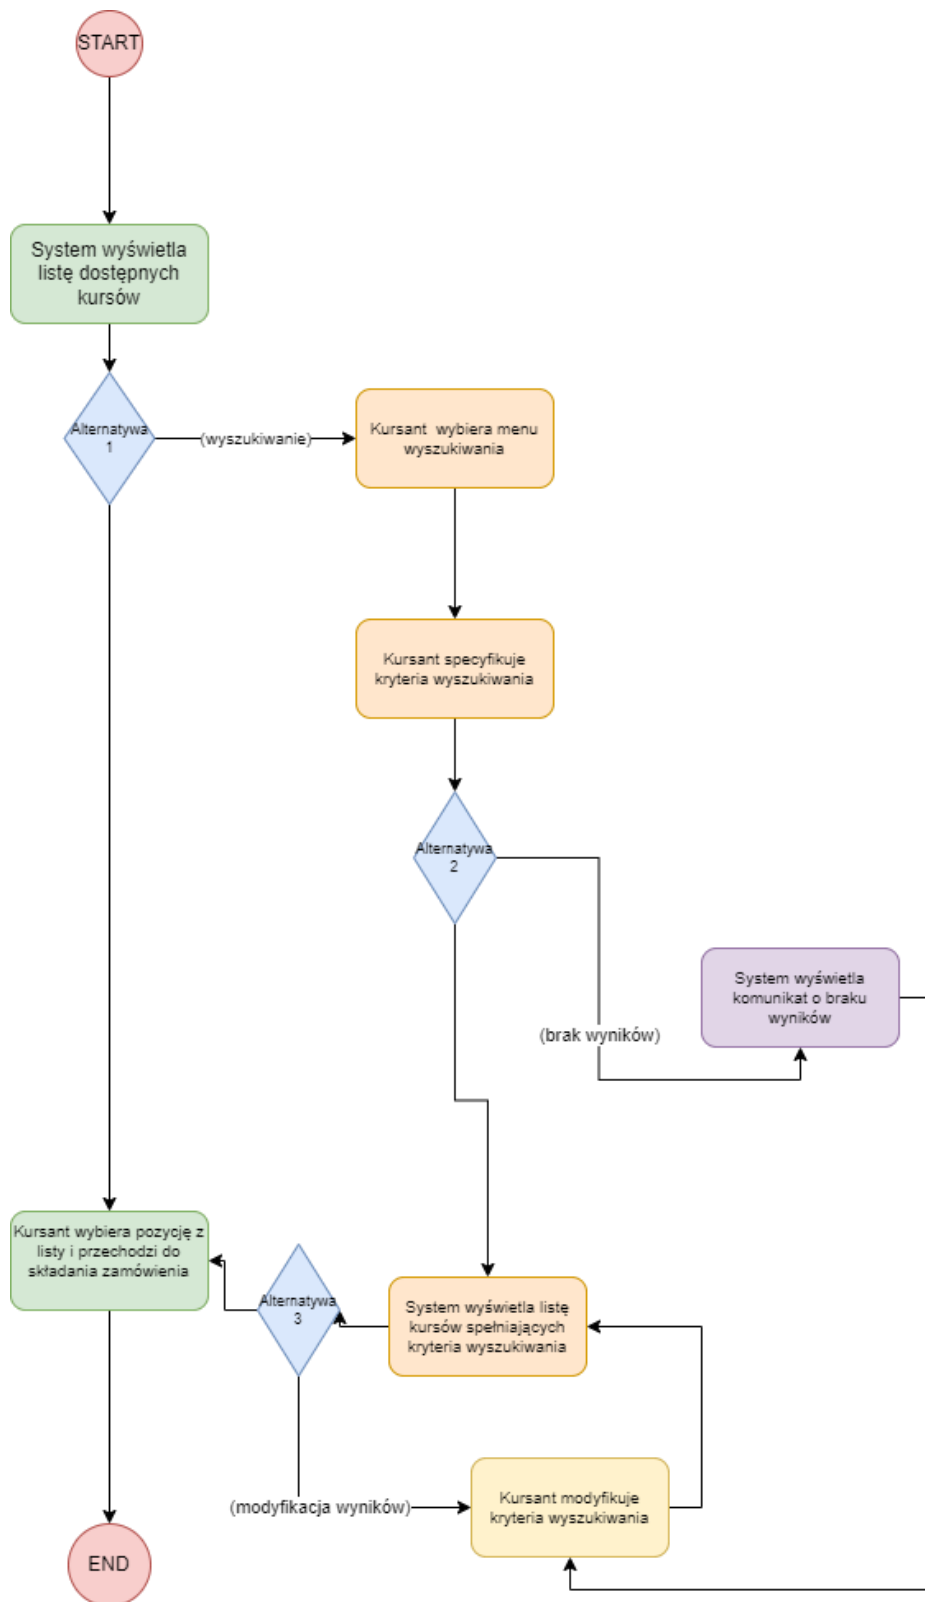 START
System wyświetla
listę dostępnych
kursów
Alternatywa
1
(wyszukiwanie)
Kursant wybiera menu
wyszukiwania
Kursant specyfikuje
kryteria wyszukiwania
Alternatywa
2
System wyświetla
komunikat o braku
wyników
(brak wyników)
Kursant wybiera pozycję z
listy i przechodzi do
składania zamówienia
Alternatywa
3
System wyświetla listę
kursów spełniających
kryteria wyszukiwania
(modyfikacja wyników)
Kursant modyfikuje
kryteria wyszukiwania
END